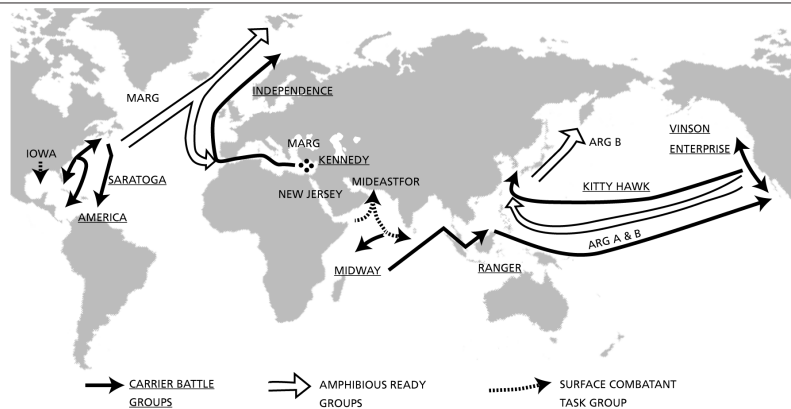 MARG
INDEPENDENCE
IOWA
SARATOGA
AMERICA
MARG
KENNEDY
NEW JERSEY
MIDEASTFOR
MIDWAY
RANGER
ARG B
VINSON
ENTERPRISE
KITTY HAWK
ARG A & B
CARRIER BATTLE
GROUPS
AMPHIBIOUS READY
GROUPS
SURFACE COMBATANT
TASK GROUP